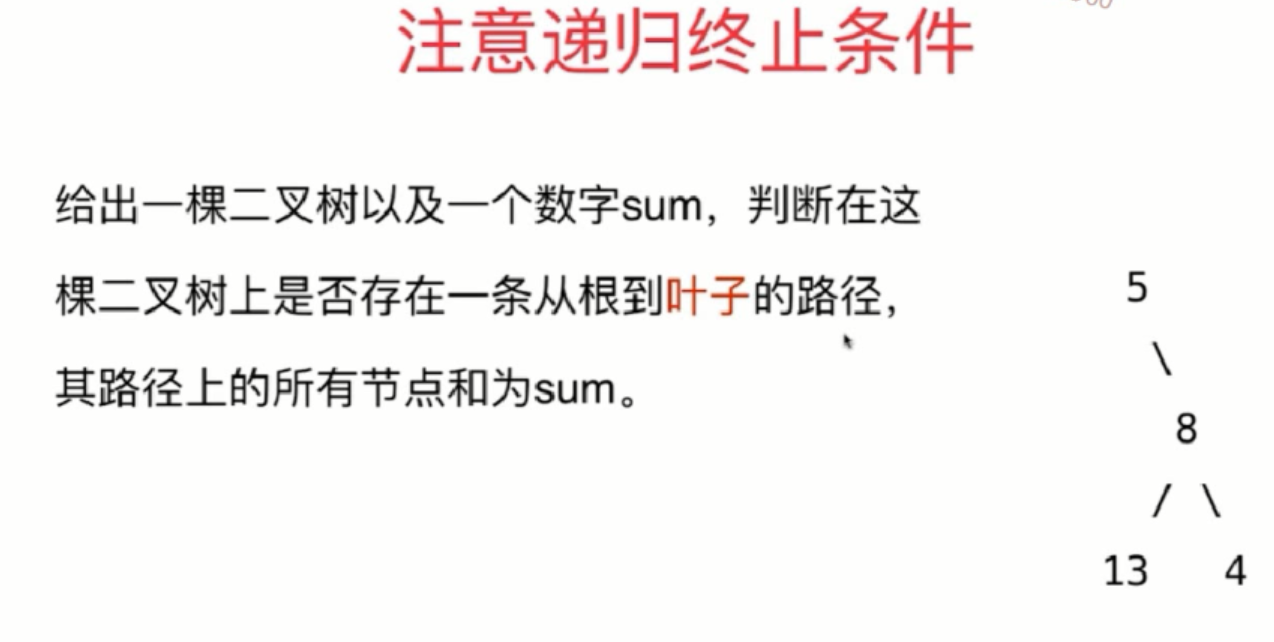 注意递归终止条件
给出一棵二叉树以及一个数字sum，判断在这
棵二叉树上是否存在一条从根到叶子的路径，
其路径上的所有节点和为sum。
5
\
8
/ \
13 4